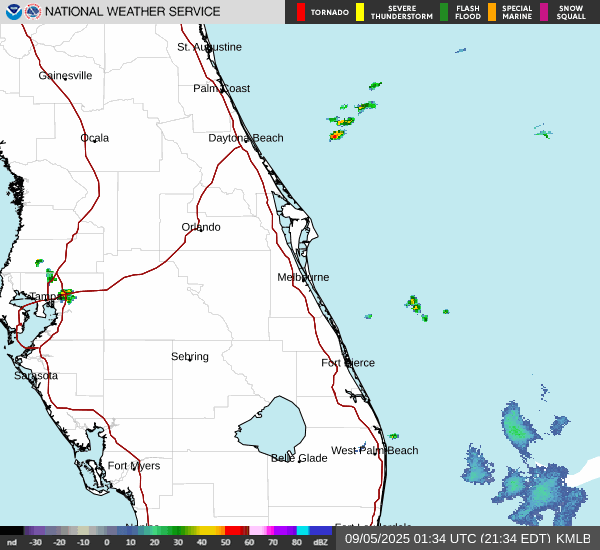 NATIONAL WEATHER SERVICE
TORNADO
SEVERE THUNDERSTORM
FLASH FLOOD
SPECIAL MARINE
SNOW SQUALL
St. Augustine
Gainesville
Palm Coast
Ocala
Daytona Beach
Orlando
Melbourne
Tampa
Sebring
Fort Pierce
Sarasota
West Palm Beach
Belle Glade
Fort Myers
nd -30 -20 -10 0 10 20 30 40 50 60 70 80 dBZ
09/05/2025 01:34 UTC (21:34 EDT) KMLB